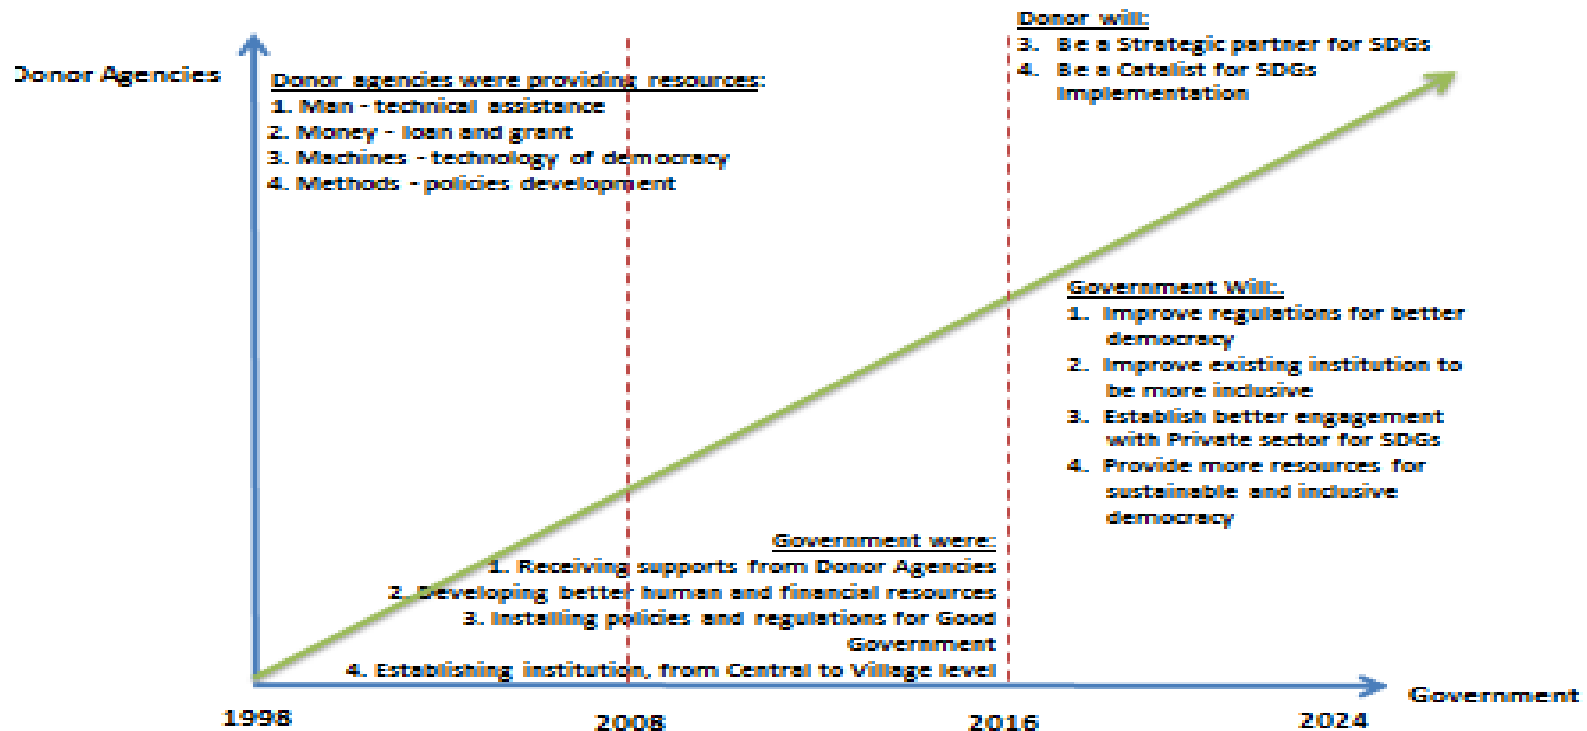 Donor will:
3. Be a Strategic partner for SDGs
4. Be a Catalist for SDGs
Implementation
Donor Agencies
Donor agencies were providing resources:
1. Man - technical assistance
2. Money - loan and grant
3. Machines - technology of democracy
4. Methods - policies development
Government Will:.
1. Improve regulations for better
democracy
2. Improve existing institution to
be more inclusive
3. Establish better engagement
with Private sector for SDGs
4. Provide more resources for
sustainable and inclusive
democracy
Government were:
1. Receiving supports from Donor Agencies
2. Developing better human and financial resources
3. Installing policies and regulations for Good
Government
4. Establishing institution, from Central to Village level
Government
1998
2008
2016
2024